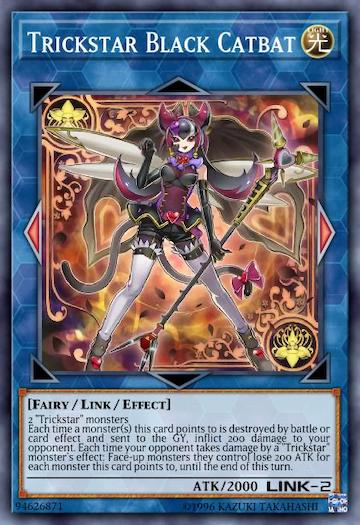 TRICKSTAR BLACK CATBAT
LIGHT
光
[FAIRY / LINK / EFFECT]
2 "Trickstar" monsters
Each time a monster(s) this card points to is destroyed by battle or
card effect and sent to the GY, inflict 200 damage to your
opponent. Each time your opponent takes damage by a "Trickstar"
monster's effect: Face-up monsters they control lose 200 ATK for
each monster this card points to, until the end of this turn.
ATK/2000 LINK-2
94626871 ©1996 KAZUKI TAKAHASHI